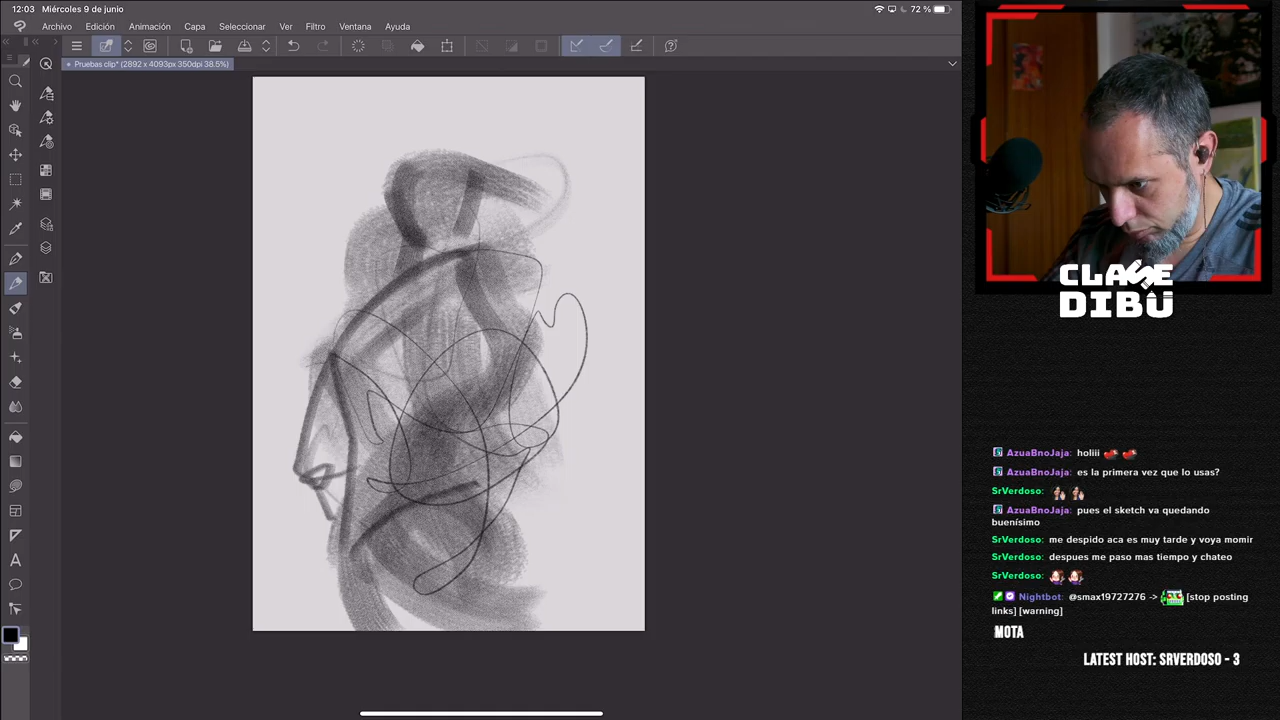 12:03 Miércoles 9 de junio
72 %
Archivo Edición Animación Capa Seleccionar Ver Filtro Ventana Ayuda
Pruebas clip* (2892 x 4093px 350dpi 38.5%)
CLASE
DIBU
AzuaBnoJaja: holiii
AzuaBnoJaja: es la primera vez que lo usas?
SrVerdoso:
AzuaBnoJaja: pues el sketch va quedando
buenísimo
SrVerdoso: me despido aca es muy tarde y voya momir
SrVerdoso: despues me paso mas tiempo y chateo
SrVerdoso:
Nightbot: @smax19727276 -> [stop posting
links] [warning]
MOTA
LATEST HOST: SRVERDOSO - 3